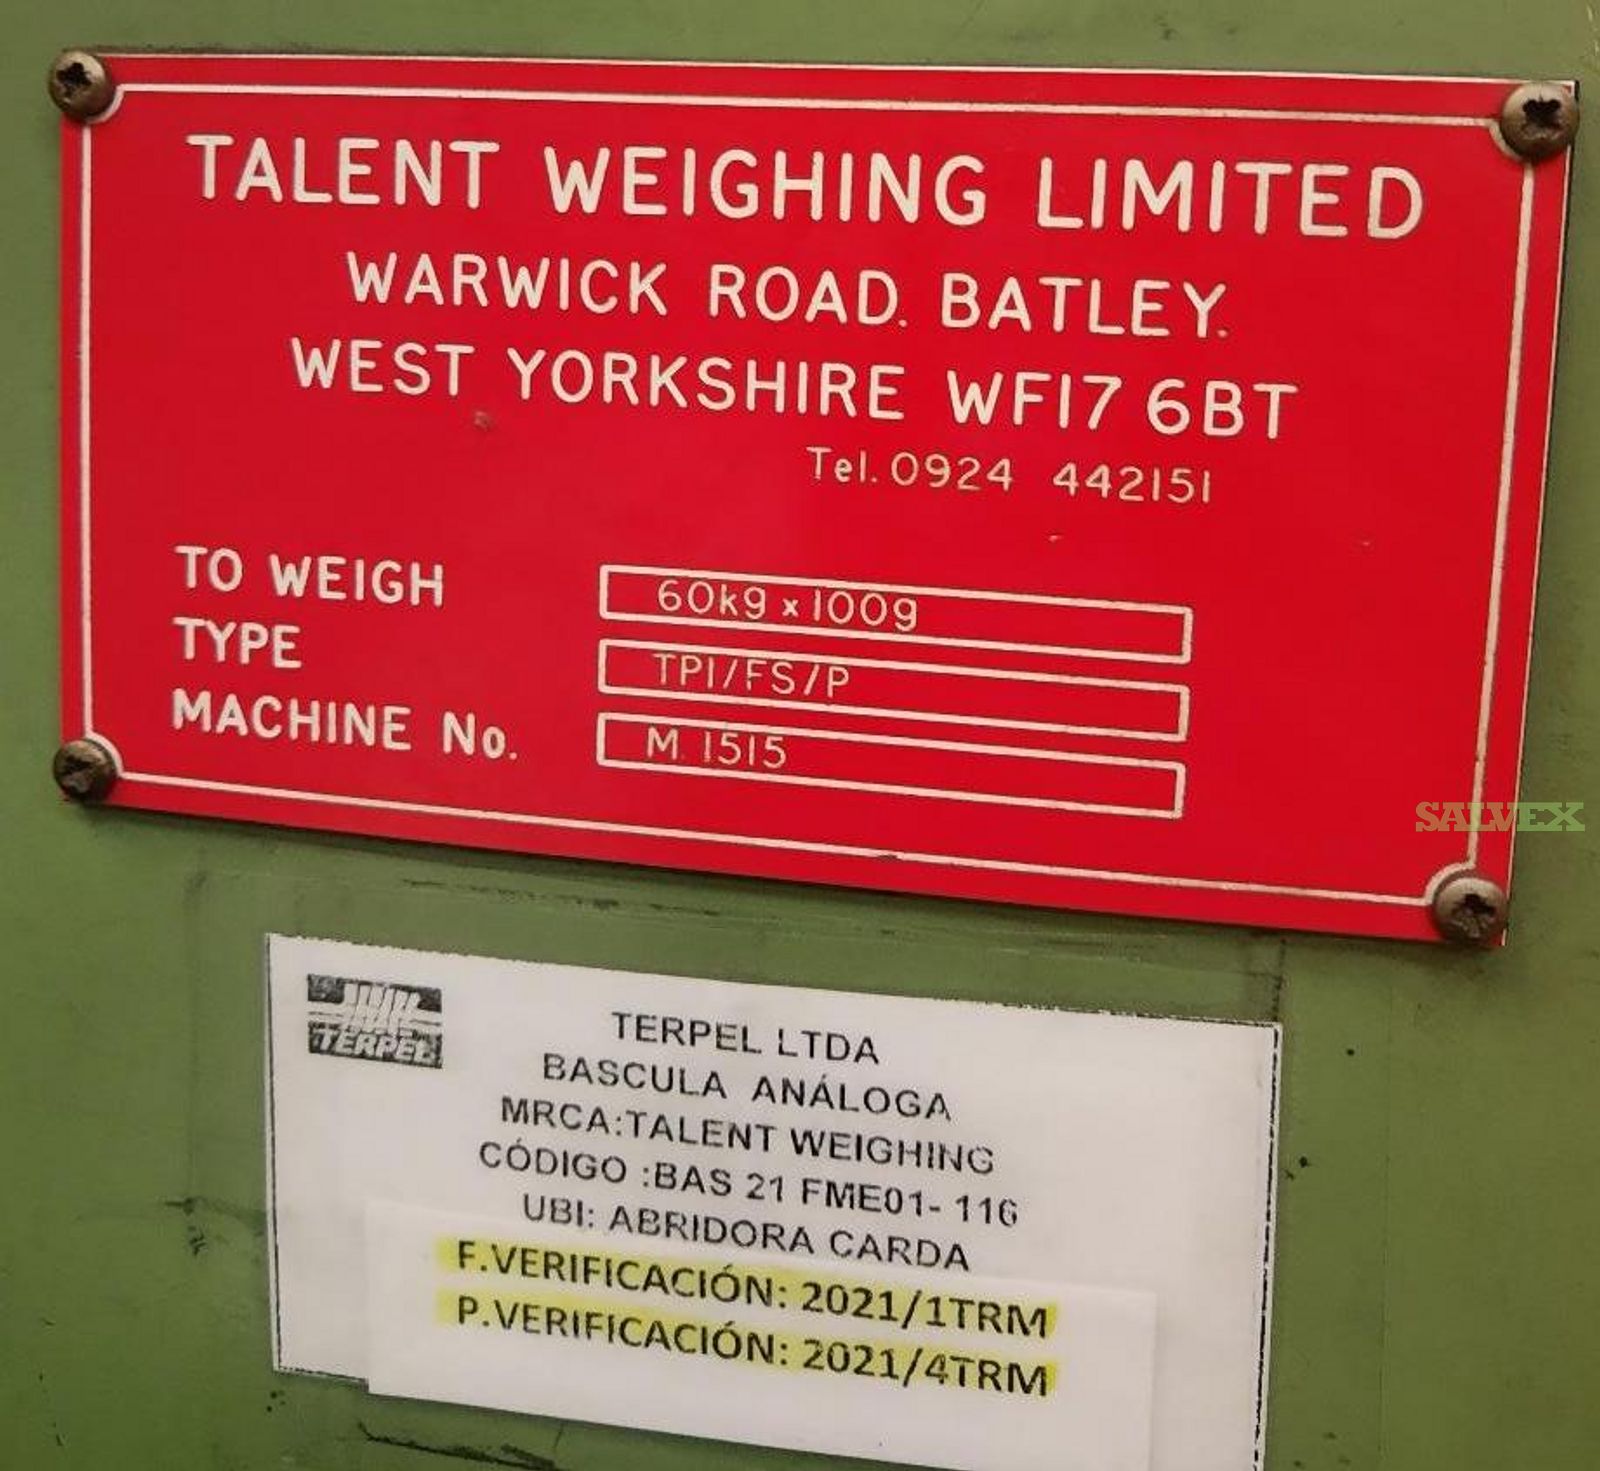 TALENT WEIGHING LIMITED
WARWICK ROAD. BATLEY.
WEST YORKSHIRE WF17 6BT
Tel. 0924 442151
TO WEIGH 60kg x 100g
TYPE TP1/FS/P
MACHINE No. M. 1515
SALVEX
TERPEL
TERPEL LTDA
BASCULA ANÁLOGA
MRCA:TALENT WEIGHING
CÓDIGO :BAS 21 FME01- 116
UBI: ABRIDORA CARDA
F.VERIFICACIÓN: 2021/1TRM
P.VERIFICACIÓN: 2021/4TRM